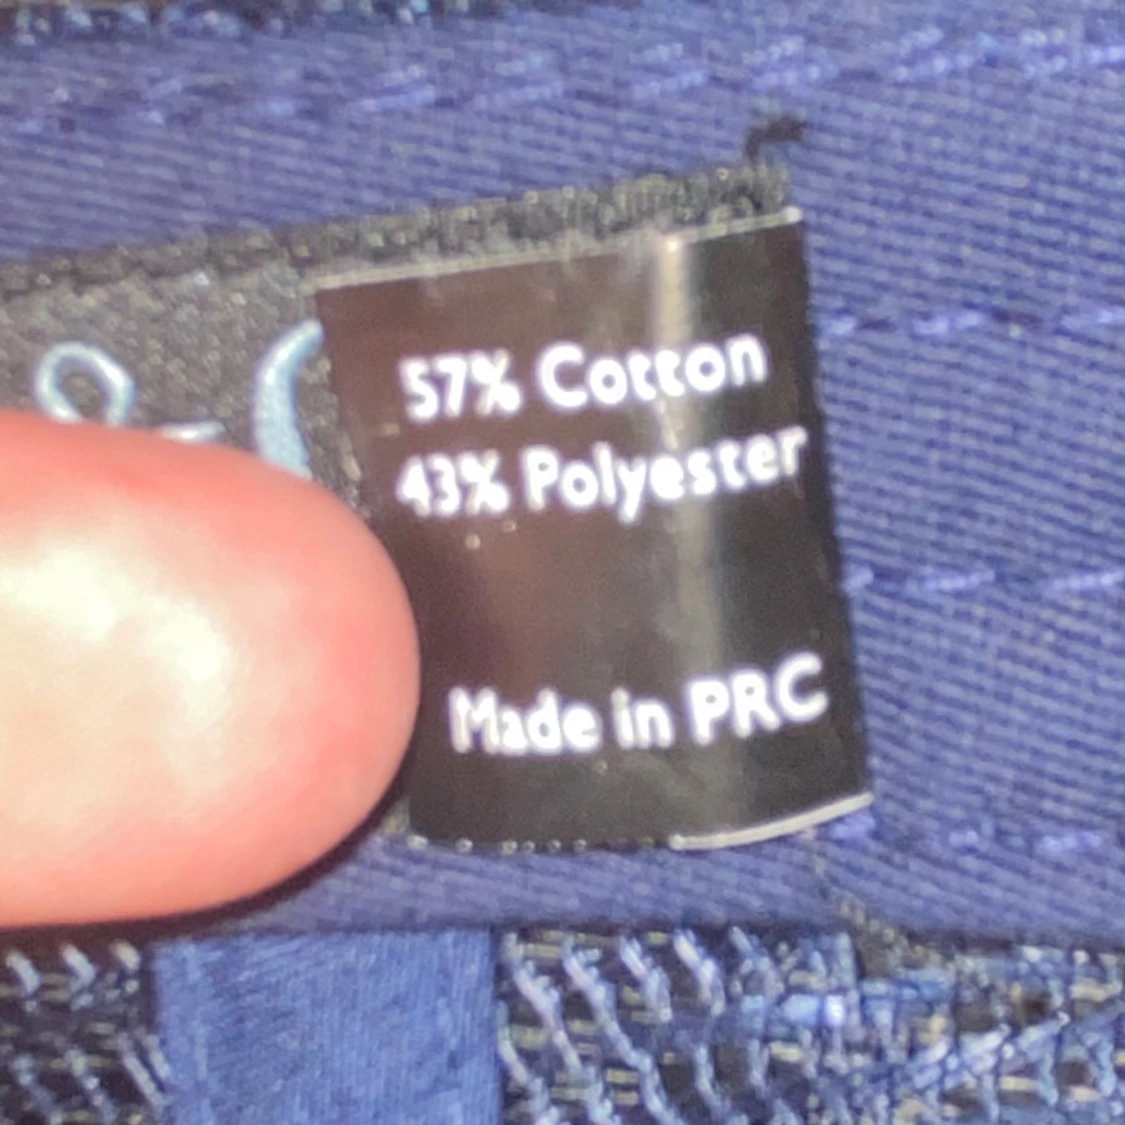 57% Cotton
43% Polyester
Made in PRC